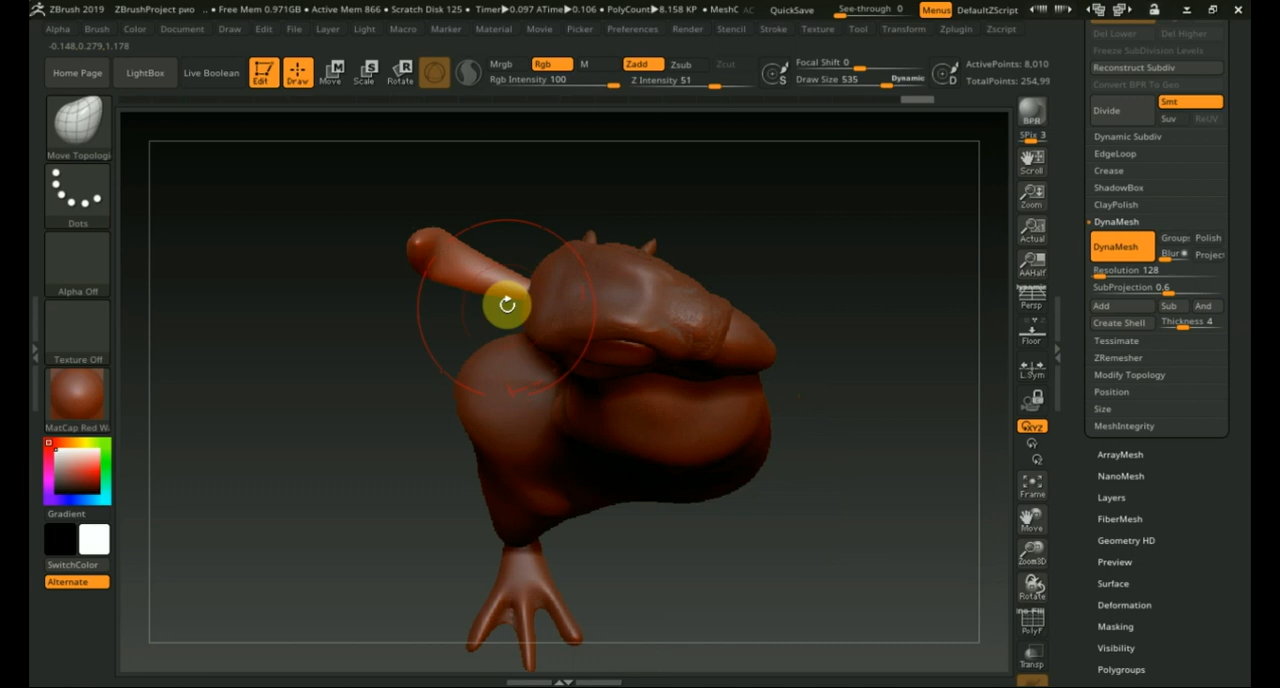 ZBrush 2019 ZBrushProject рио .. • Free Mem 0.971GB • Active Mem 866 • Scratch Disk 125 • Timer▶0.097 ATime▶0.106 • PolyCount▶8.158 KP • MeshC AC QuickSave See-through 0 Menus DefaultZScript
Alpha Brush Color Document Draw Edit File Layer Light Macro Marker Material Movie Picker Preferences Render Stencil Stroke Texture Tool Transform Zplugin Zscript
-0.148,0.279,1.178
Home Page LightBox Live Boolean Edit Draw Move Scale Rotate
Mrgb Rgb M Zadd Zsub Zcut
Rgb Intensity 100 Z Intensity 51
Focal Shift 0
Draw Size 535 Dynamic
ActivePoints: 8,010
TotalPoints: 254,99
Move Topologi
Dots
Alpha Off
Texture Off
MatCap Red W
Gradient
SwitchColor
Alternate
BPR
SPix 3
Scroll
Zoom
Actual
AAHalf
Dynamic
Persp
Floor
L.Sym
XYZ
Frame
Move
Zoom3D
Rotate
PolyF
Transp
Del Lower Del Higher
Freeze SubDivision Levels
Reconstruct Subdiv
Convert BPR To Geo
Divide Smt
Suv ReUV
Dynamic Subdiv
EdgeLoop
Crease
ShadowBox
ClayPolish
DynaMesh
DynaMesh Groups Polish
Blur Project
Resolution 128
SubProjection 0.6
Add Sub And
Create Shell Thickness 4
Tessimate
ZRemesher
Modify Topology
Position
Size
MeshIntegrity
ArrayMesh
NanoMesh
Layers
FiberMesh
Geometry HD
Preview
Surface
Deformation
Masking
Visibility
Polygroups